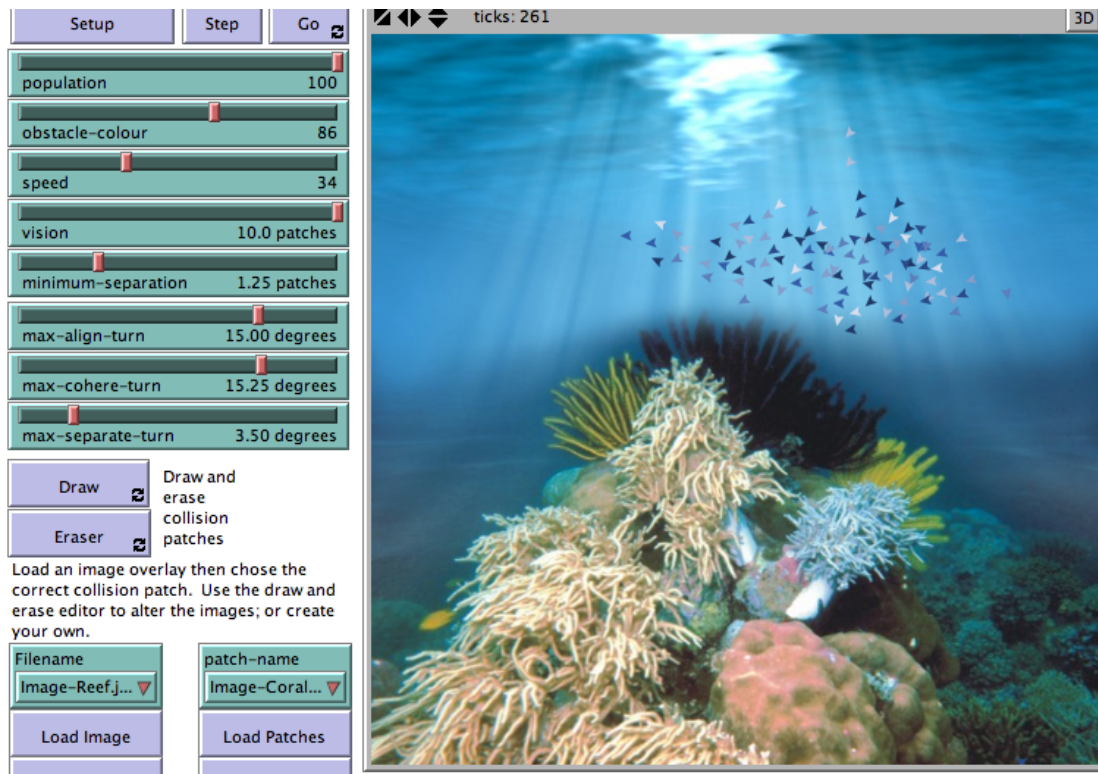 Setup
Step
Go
ticks: 261
3D
population 100
obstacle-colour 86
speed 34
vision 10.0 patches
minimum-separation 1.25 patches
max-align-turn 15.00 degrees
max-cohere-turn 15.25 degrees
max-separate-turn 3.50 degrees
Draw
Eraser
Draw and
erase
collision
patches
Load an image overlay then chose the
correct collision patch. Use the draw and
erase editor to alter the images; or create
your own.
Filename
Image-Reef.j...
patch-name
Image-Coral...
Load Image
Load Patches